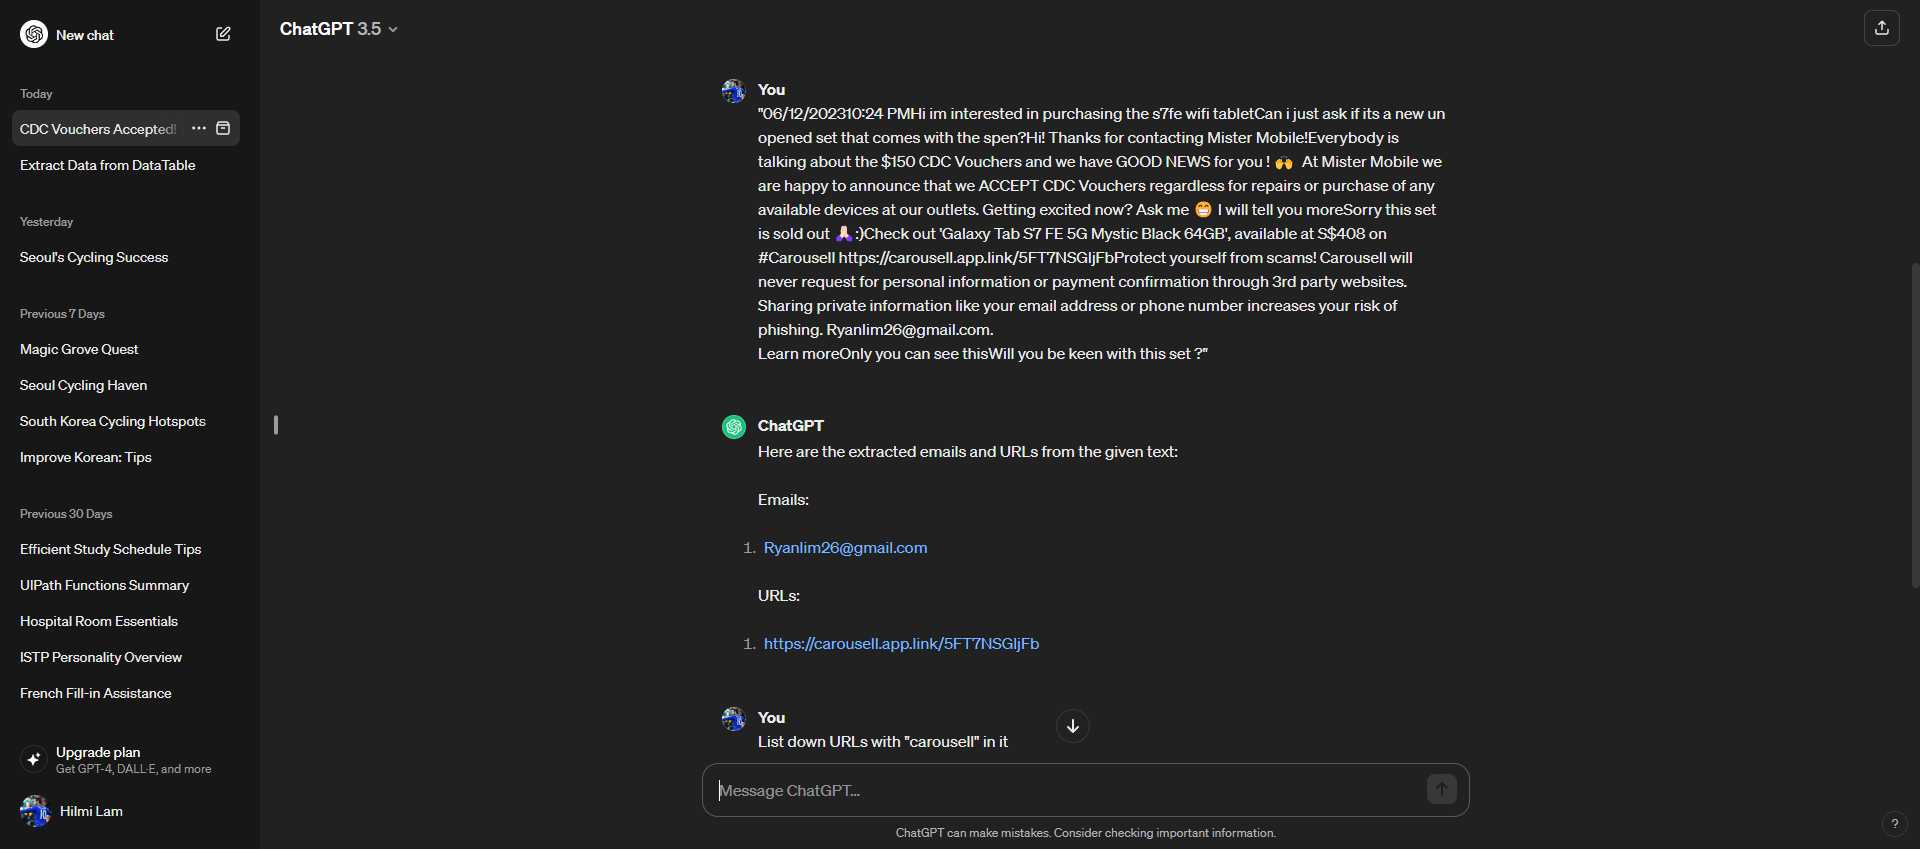 New chat
Today
CDC Vouchers Accepted!
Extract Data from DataTable
Yesterday
Seoul's Cycling Success
Previous 7 Days
Magic Grove Quest
Seoul Cycling Haven
South Korea Cycling Hotspots
Improve Korean: Tips
Previous 30 Days
Efficient Study Schedule Tips
UIPath Functions Summary
Hospital Room Essentials
ISTP Personality Overview
French Fill-in Assistance
Upgrade plan
Get GPT-4, DALL·E, and more
Hilmi Lam
ChatGPT 3.5
You
"06/12/202310:24 PMHi im interested in purchasing the s7fe wifi tabletCan i just ask if its a new un
opened set that comes with the spen?Hi! Thanks for contacting Mister Mobile!Everybody is
talking about the $150 CDC Vouchers and we have GOOD NEWS for you ! 🙌 At Mister Mobile we
are happy to announce that we ACCEPT CDC Vouchers regardless for repairs or purchase of any
available devices at our outlets. Getting excited now? Ask me 😁 I will tell you moreSorry this set
is sold out 🙏🏻:)Check out 'Galaxy Tab S7 FE 5G Mystic Black 64GB', available at S$408 on
#Carousell https://carousell.app.link/5FT7NSGljFbProtect yourself from scams! Carousell will
never request for personal information or payment confirmation through 3rd party websites.
Sharing private information like your email address or phone number increases your risk of
phishing. Ryanlim26@gmail.com.
Learn moreOnly you can see thisWill you be keen with this set ?"
ChatGPT
Here are the extracted emails and URLs from the given text:
Emails:
1. Ryanlim26@gmail.com
URLs:
1. https://carousell.app.link/5FT7NSGljFb
You
List down URLs with "carousell" in it
Message ChatGPT...
ChatGPT can make mistakes. Consider checking important information.
?